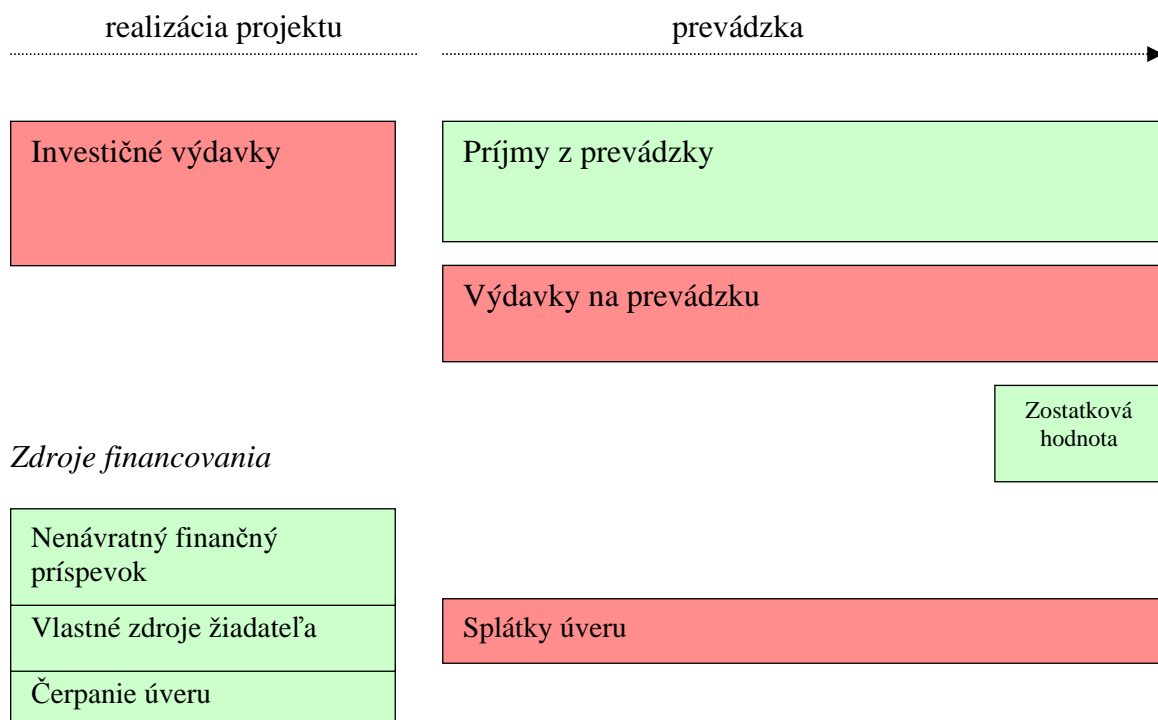 realizácia projektu
prevádzka
Investičné výdavky
Príjmy z prevádzky
Výdavky na prevádzku
Zostatková
hodnota
Zdroje financovania
Nenávratný finančný
príspevok
Vlastné zdroje žiadateľa
Splátky úveru
Čerpanie úveru